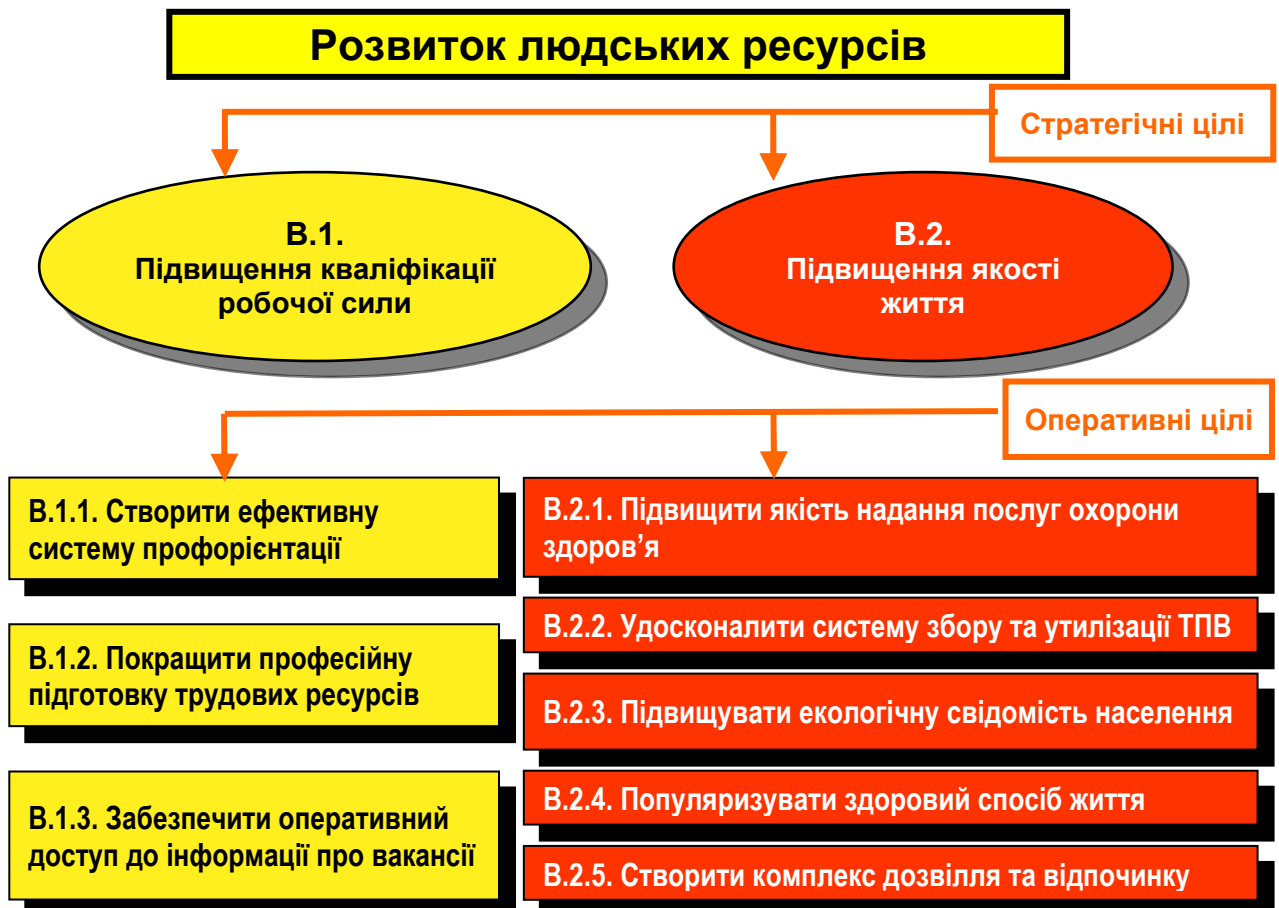 Розвиток людських ресурсів
Стратегічні цілі
В.1.
Підвищення кваліфікації
робочої сили
В.2.
Підвищення якості
життя
Оперативні цілі
В.1.1. Створити ефективну
систему профорієнтації
В.1.2. Покращити професійну
підготовку трудових ресурсів
В.1.3. Забезпечити оперативний
доступ до інформації про вакансії
В.2.1. Підвищити якість надання послуг охорони
здоров’я
В.2.2. Удосконалити систему збору та утилізації ТПВ
В.2.3. Підвищувати екологічну свідомість населення
В.2.4. Популяризувати здоровий спосіб життя
В.2.5. Створити комплекс дозвілля та відпочинку